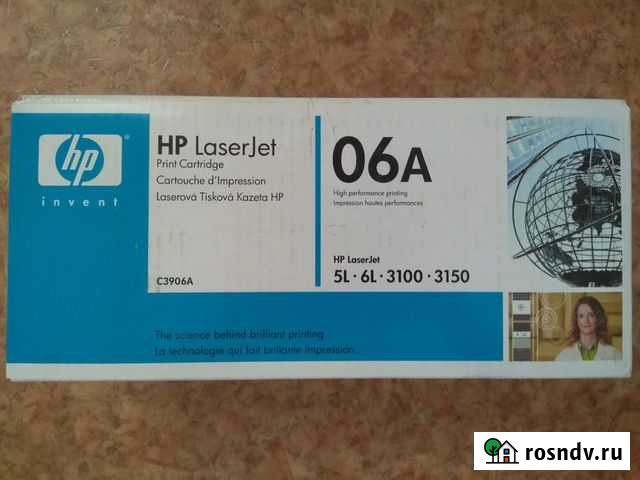 hp
®
invent
HP LaserJet
Print Cartridge
Cartouche d'Impression
Laserová Tisková Kazeta HP
C3906A
06A
High performance printing
Impression hautes performances
HP LaserJet
5L · 6L · 3100 · 3150
The science behind brilliant printing.
La technologie qui fait brillante impression.
rosndv.ru